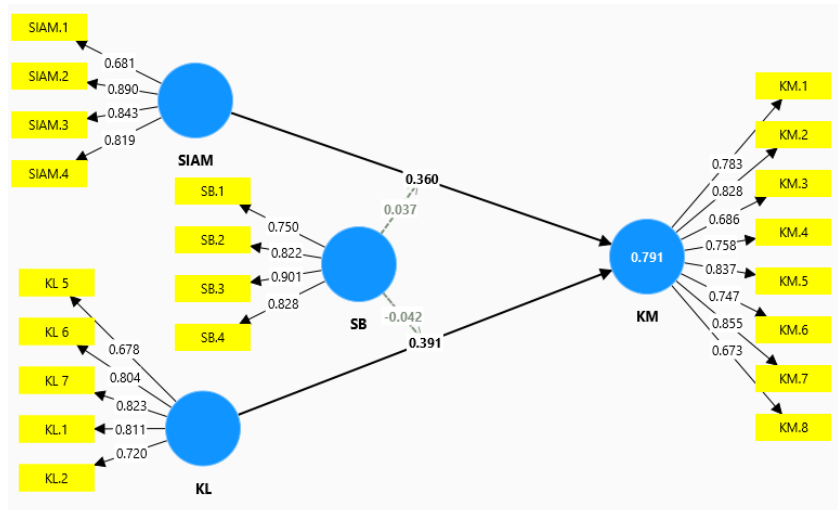 SIAM.1
SIAM.2
SIAM.3
SIAM.4
0.681
0.890
0.843
0.819
SIAM
SB.1
SB.2
SB.3
SB.4
0.750
0.822
0.901
0.828
SB
0.360
0.037
-0.042
0.391
KL 5
KL 6
KL 7
KL.1
KL.2
0.678
0.804
0.823
0.811
0.720
KL
0.791
KM
0.783
0.828
0.686
0.758
0.837
0.747
0.855
0.673
KM.1
KM.2
KM.3
KM.4
KM.5
KM.6
KM.7
KM.8